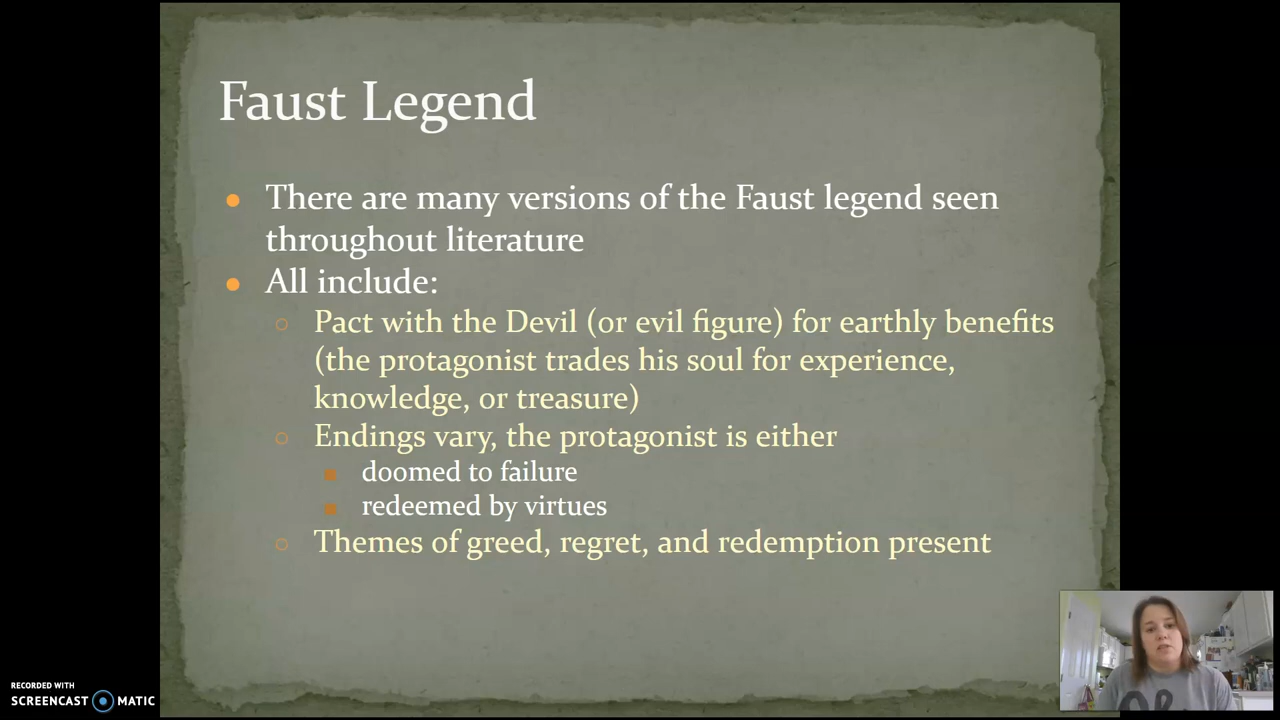 Faust Legend
There are many versions of the Faust legend seen
throughout literature
All include:
Pact with the Devil (or evil figure) for earthly benefits
(the protagonist trades his soul for experience,
knowledge, or treasure)
Endings vary, the protagonist is either
doomed to failure
redeemed by virtues
Themes of greed, regret, and redemption present
RECORDED WITH
SCREENCAST MATIC